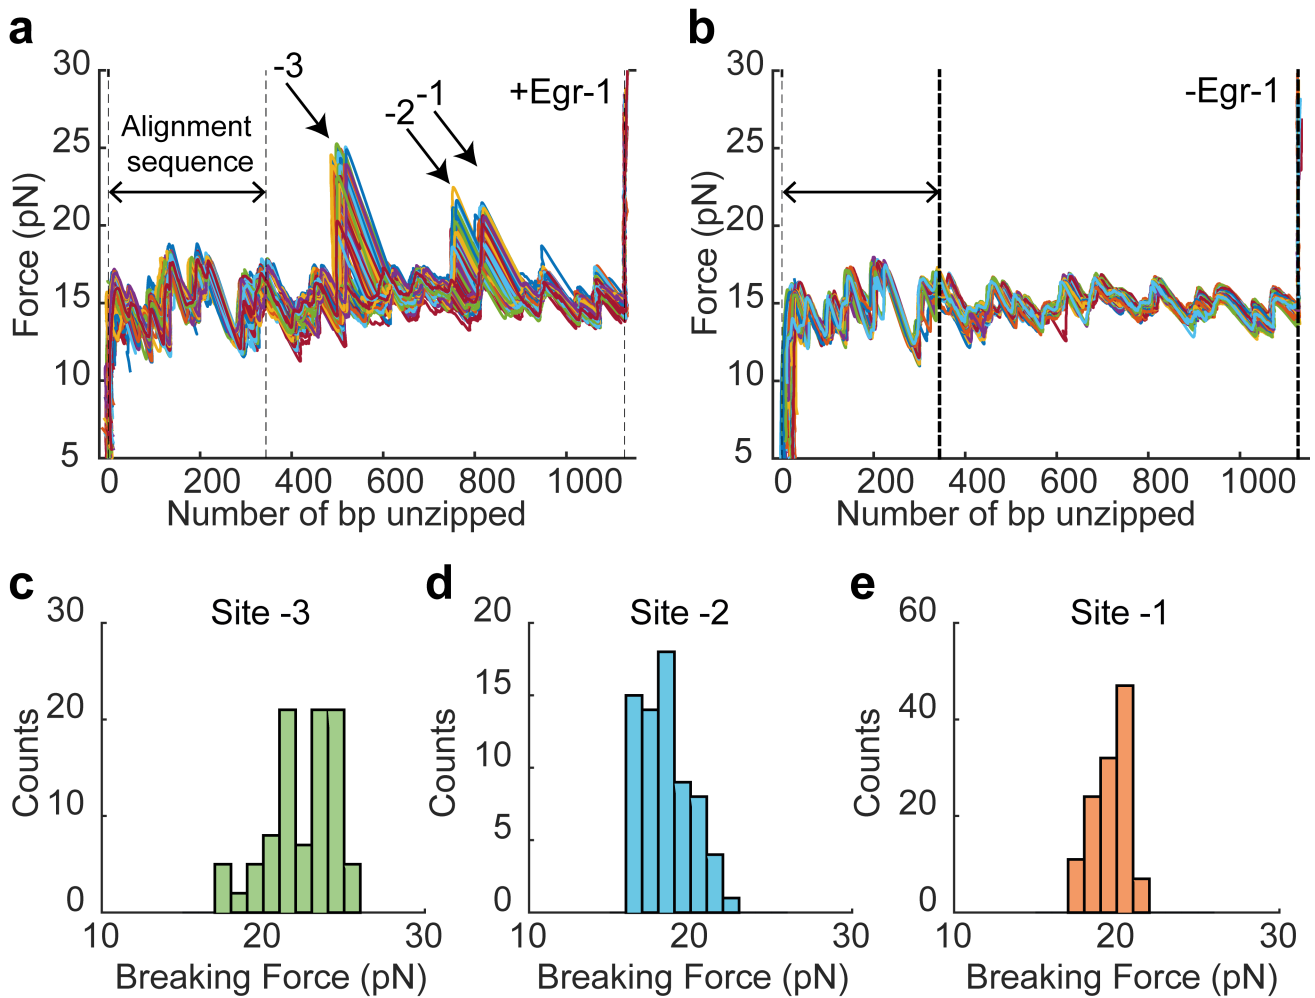 a
30
25
20
15
10
5
Force (pN)
Alignment
sequence
-3
-2
-1
+Egr-1
0
200
400
600
800
1000
Number of bp unzipped
b
30
25
20
15
10
5
Force (pN)
-Egr-1
0
200
400
600
800
1000
Number of bp unzipped
c
Site -3
30
20
10
0
Counts
10
20
30
Breaking Force (pN)
d
Site -2
20
15
10
5
0
Counts
10
20
30
Breaking Force (pN)
e
Site -1
60
40
20
0
Counts
10
20
30
Breaking Force (pN)